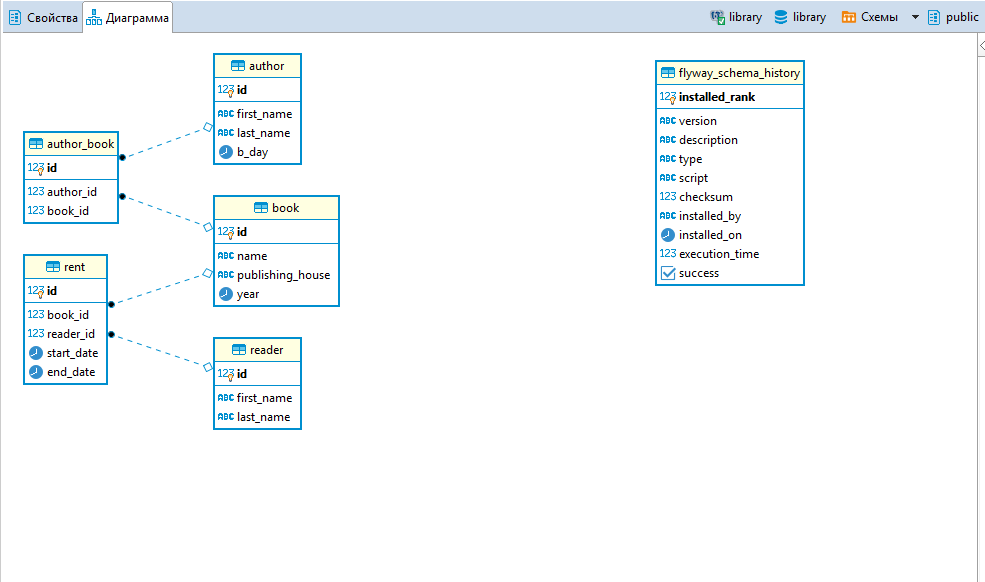 Свойства Диаграмма library library Схемы public
author
123 id
ABC first_name
ABC last_name
b_day
author_book
123 id
123 author_id
123 book_id
book
123 id
ABC name
ABC publishing_house
year
rent
123 id
123 book_id
123 reader_id
start_date
end_date
reader
123 id
ABC first_name
ABC last_name
flyway_schema_history
123 installed_rank
ABC version
ABC description
ABC type
ABC script
123 checksum
ABC installed_by
installed_on
123 execution_time
success